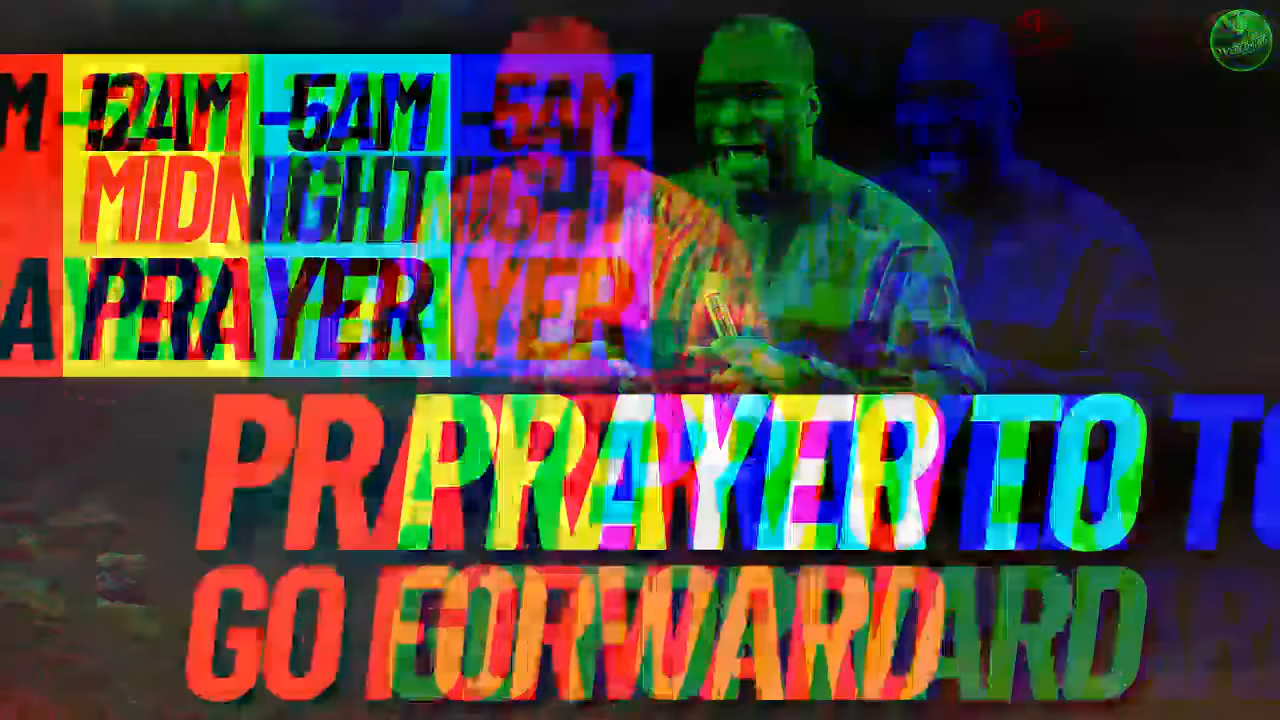 12AM -5AM
MIDNIGHT
PRAYER
PRAYER TO
GO FORWARD